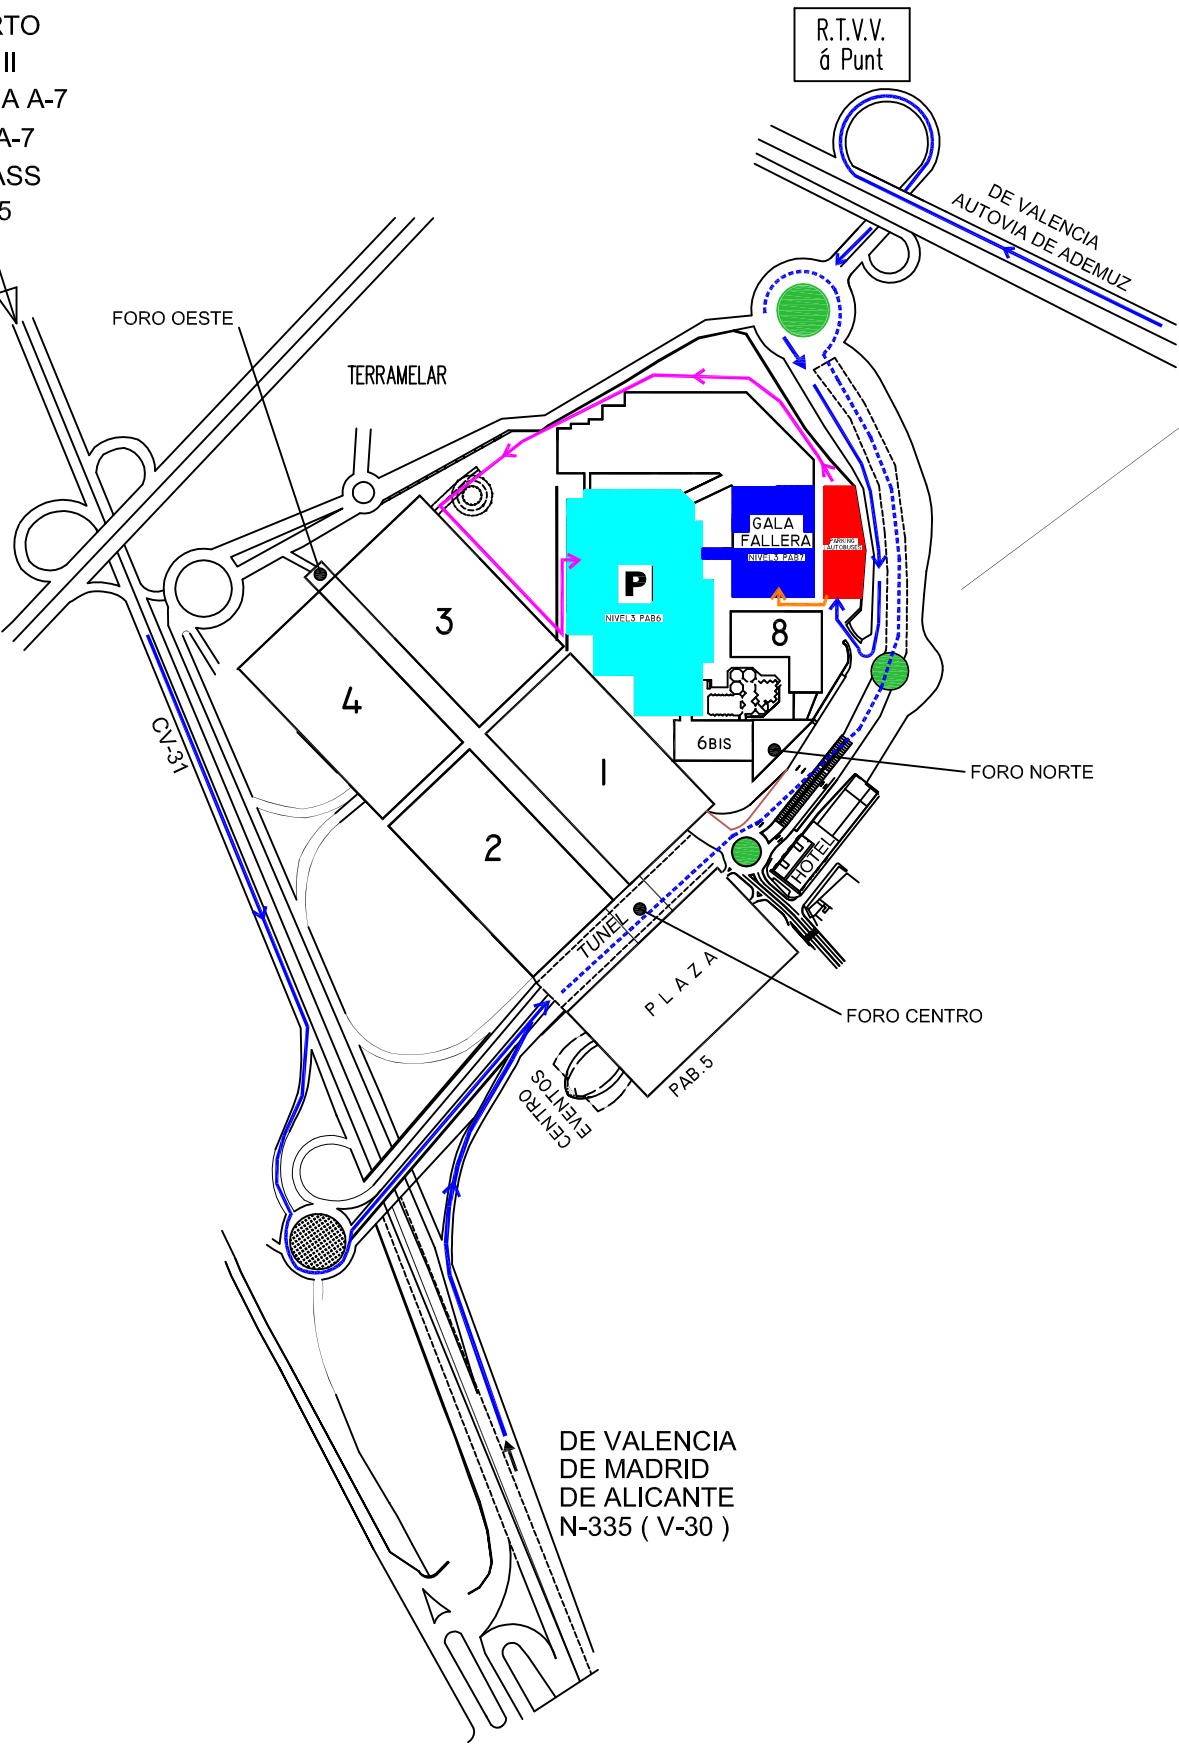 RTO
II
A A-7
A-7
ASS
5
R.T.V.V.
á Punt
DE VALENCIA
AUTOVIA DE ADEMUZ
FORO OESTE
TERRAMELAR
GALA
FALLERA
NIVEL3 PAB7
PARKING
AUTOBUSES
P
NIVEL3 PAB6
3
8
4
CV-31
6BIS
1
FORO NORTE
2
HOTEL
TUNEL
PLAZA
FORO CENTRO
PAB.5
CENTRO
EVENTOS
DE VALENCIA
DE MADRID
DE ALICANTE
N-335 ( V-30 )